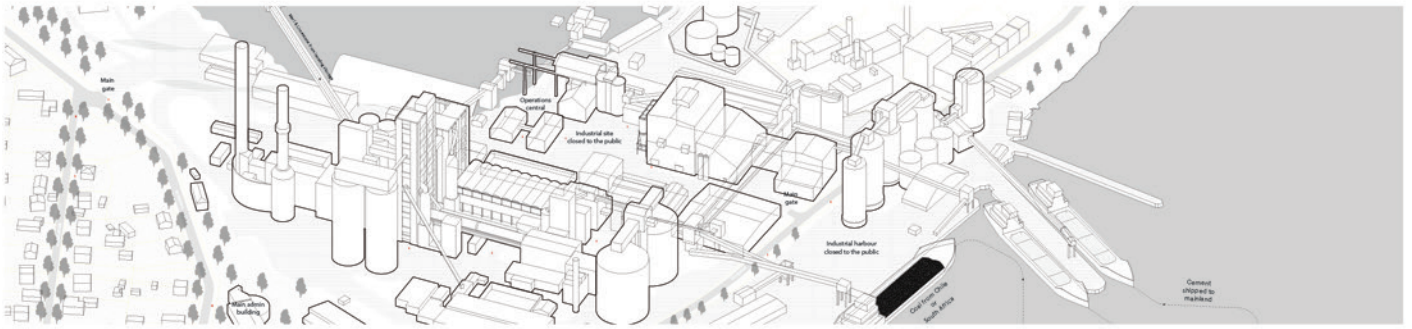 Main
gate
Operations
central
Industrial site
closed to the public
Main
gate
Industrial harbour
closed to the public
Main admin
building
Coal from Chile
or
South Africa
Cement
shipped to
mainland